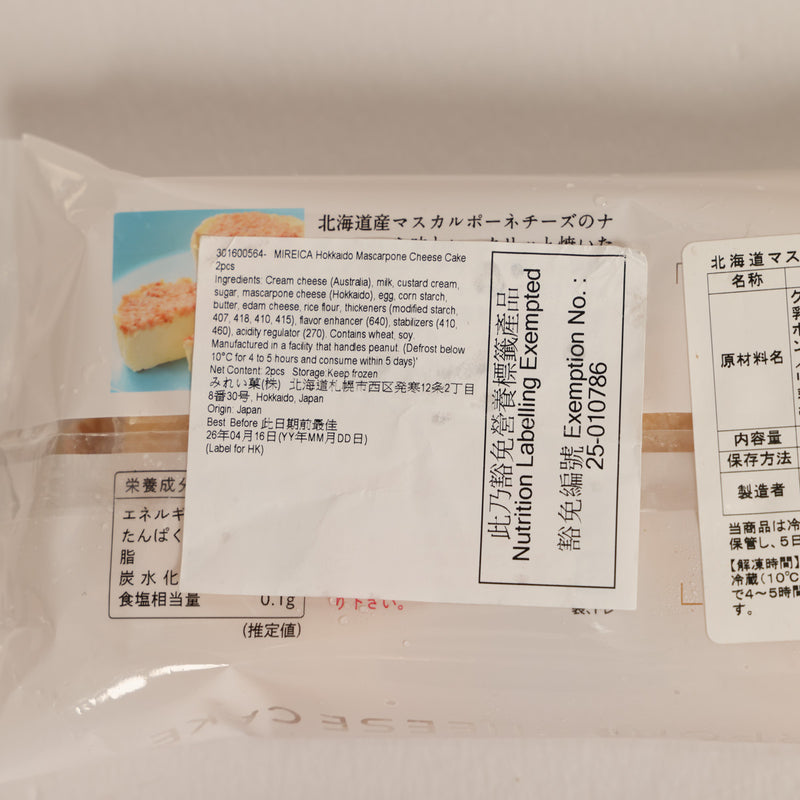 北海道産マスカルポーネチーズのナ
301600564- MIREICA Hokkaido Mascarpone Cheese Cake
2pcs
Ingredients: Cream cheese (Australia), milk, custard cream,
sugar, mascarpone cheese (Hokkaido), egg, corn starch,
butter, edam cheese, rice flour, thickeners (modified starch,
407, 418, 410, 415), flavor enhancer (640), stabilizers (410,
460), acidity regulator (270). Contains wheat, soy.
Manufactured in a facility that handles peanut. (Defrost below
10°C for 4 to 5 hours and consume within 5 days)'
Net Content: 2pcs Storage:Keep frozen
みれい菓(株) 北海道札幌市西区発寒12条2丁目
8番30号, Hokkaido, Japan
Origin: Japan
Best Before 此日期前最佳
26年04月16日(YY年MM月DD日)
(Label for HK)
此乃豁免營養標籤產品
Nutrition Labelling Exempted
豁免編號 Exemption No. :
25-010786
栄養成分
エネルギ
たんぱく
脂
炭水化
食塩相当量 0.1g
(推定値)
り下さい。
北海道マス
名称
原材料名
内容量
保存方法
製造者
当商品は冷
保管し、5日
【解凍時間】
冷蔵(10℃
で4~5時間
す。
CHEESE CAKE